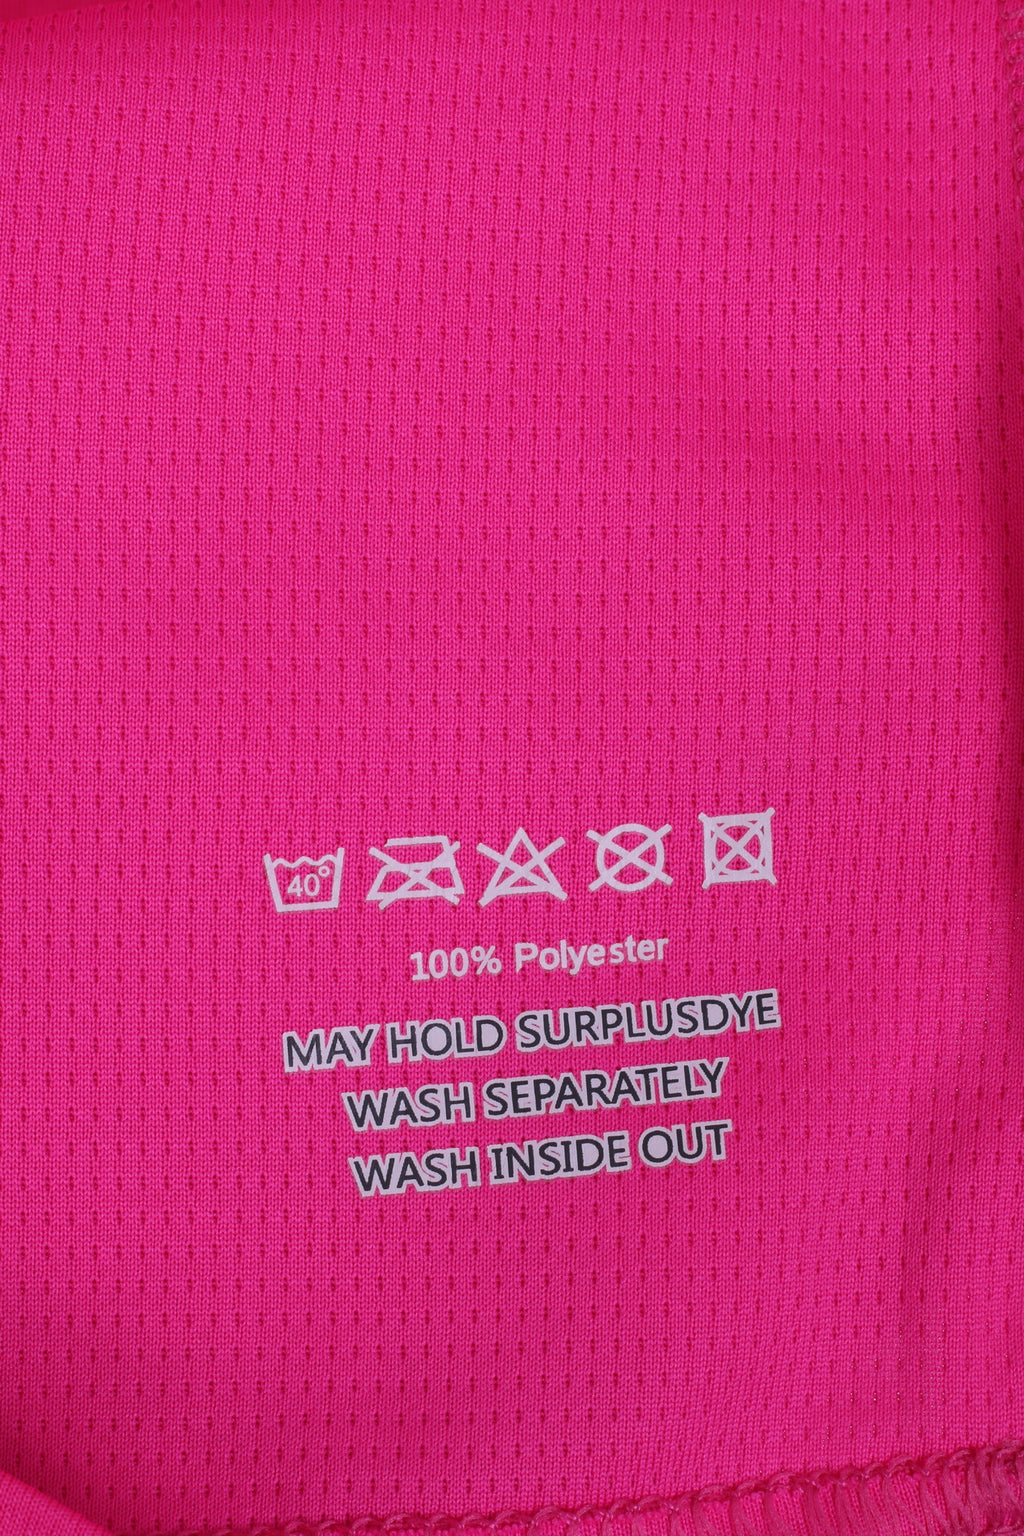 40°
100% Polyester
MAY HOLD SURPLUSDYE
WASH SEPARATELY
WASH INSIDE OUT